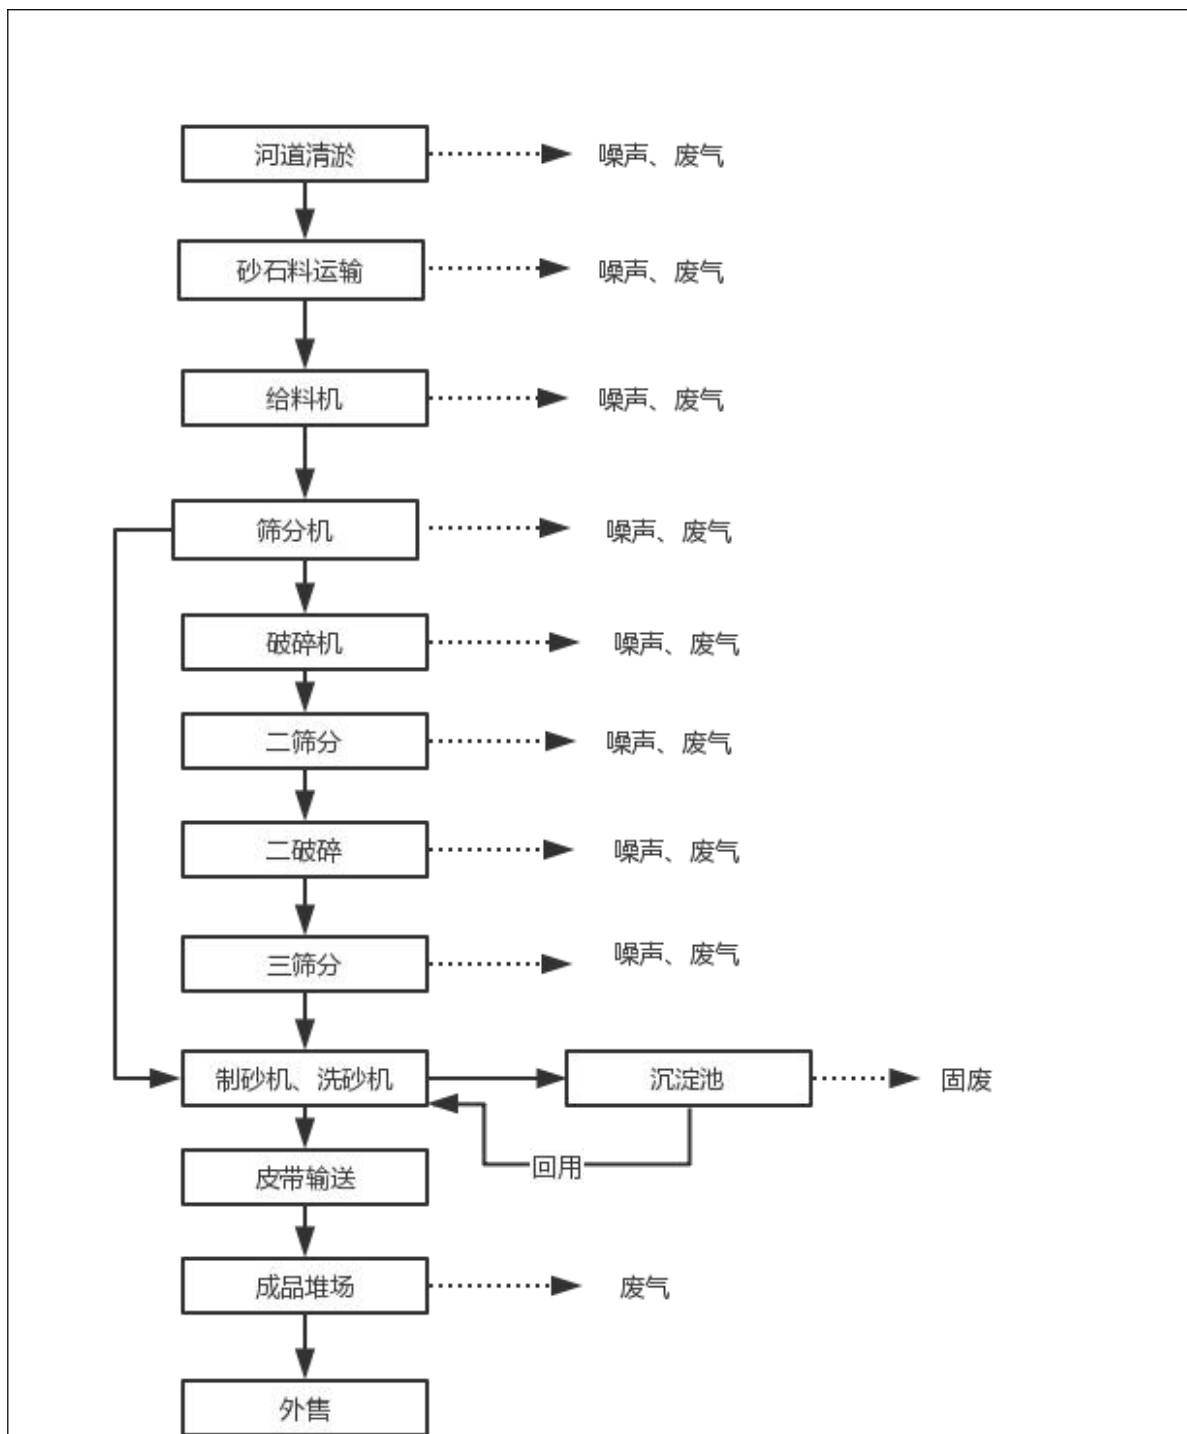 河道清淤 噪声、废气
砂石料运输 噪声、废气
给料机 噪声、废气
筛分机 噪声、废气
破碎机 噪声、废气
二筛分 噪声、废气
二破碎 噪声、废气
三筛分 噪声、废气
制砂机、洗砂机 沉淀池 固废
回用
皮带输送
成品堆场 废气
外售